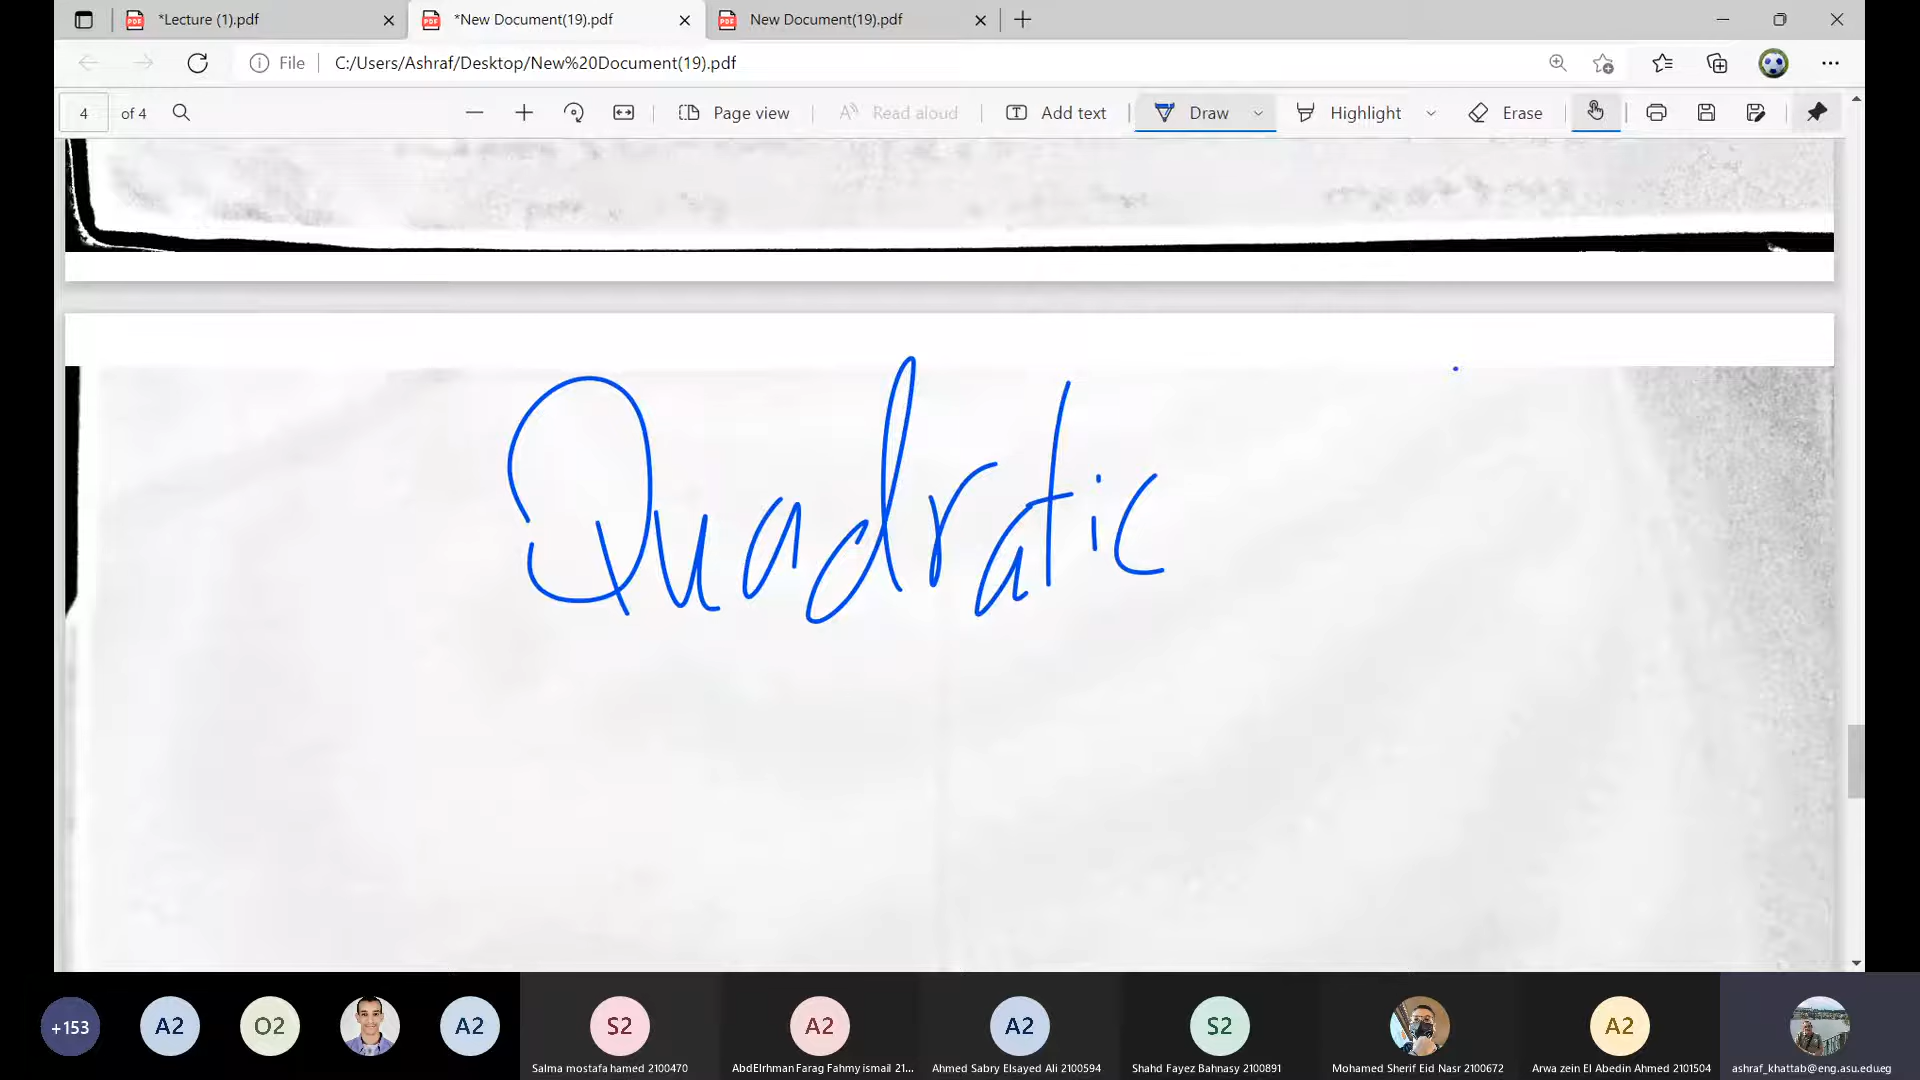 *Lecture (1).pdf
*New Document(19).pdf
New Document(19).pdf
File
C:/Users/Ashraf/Desktop/New%20Document(19).pdf
4 of 4
Page view
Read aloud
Add text
Draw
Highlight
Erase
Quadratic
+153
A2
O2
A2
S2
A2
A2
S2
A2
Salma mostafa hamed 2100470
AbdElrhman Farag Fahmy ismail 21...
Ahmed Sabry Elsayed Ali 2100594
Shahd Fayez Bahnasy 2100891
Mohamed Sherif Eid Nasr 2100672
Arwa zein El Abedin Ahmed 2101504
ashraf_khattab@eng.asu.edu.eg